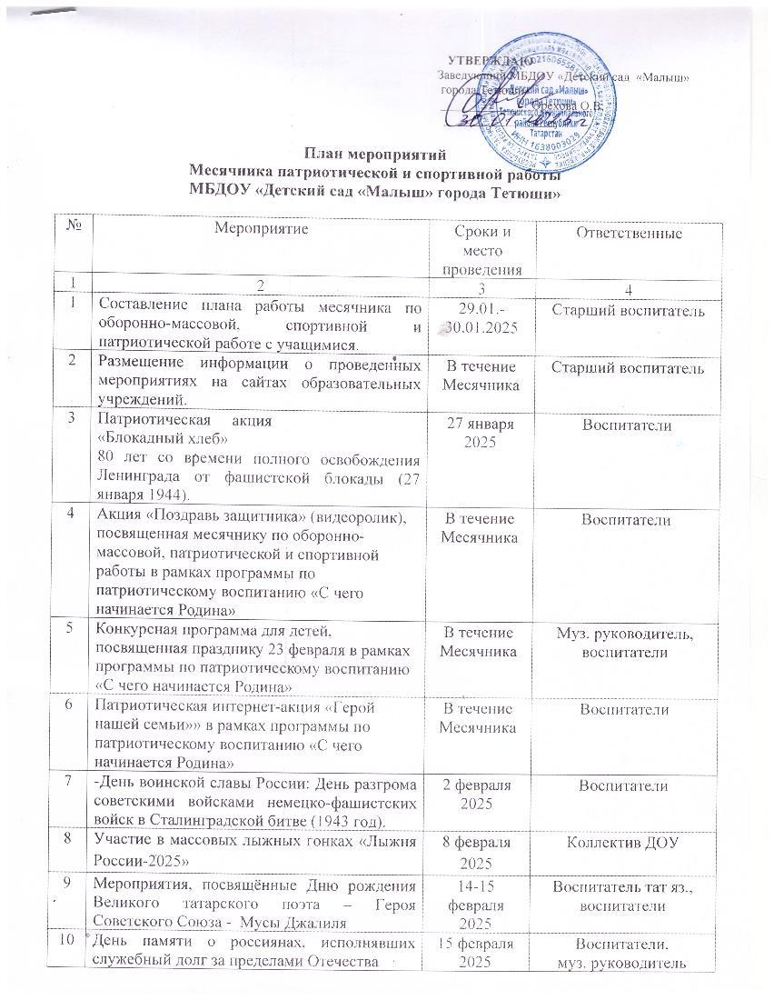 УТВЕРЖДАЮ
Заведующий МБДОУ «Детский сад «Малыш»
города Тетюши»
Орехова О.В.
Детский сад «Малыш»
города Тетюши»
Тетюшского муниципального
района Республики
Татарстан
ИНН 1638003029
План мероприятий
Месячника патриотической и спортивной работы
МБДОУ «Детский сад «Малыш» города Тетюши»
№ Мероприятие Сроки и место проведения Ответственные
1 2 3 4
1 Составление плана работы месячника по 29.01.- Старший воспитатель
оборонно-массовой, спортивной и 30.01.2025
патриотической работе с учащимися.
2 Размещение информации о проведенных В течение Старший воспитатель
мероприятиях на сайтах образовательных Месячника
учреждений.
3 Патриотическая акция 27 января Воспитатели
«Блокадный хлеб» 2025
80 лет со времени полного освобождения
Ленинграда от фашистской блокады (27
января 1944).
4 Акция «Поздравь защитника» (видеоролик), В течение Воспитатели
посвященная месячнику по оборонно- Месячника
массовой, патриотической и спортивной
работы в рамках программы по
патриотическому воспитанию «С чего
начинается Родина»
5 Конкурсная программа для детей, В течение Муз. руководитель,
посвященная празднику 23 февраля в рамках Месячника воспитатели
программы по патриотическому воспитанию
«С чего начинается Родина»
6 Патриотическая интернет-акция «Герой В течение Воспитатели
нашей семьи»» в рамках программы по Месячника
патриотическому воспитанию «С чего
начинается Родина»
7 -День воинской славы России: День разгрома 2 февраля Воспитатели
советскими войсками немецко-фашистских 2025
войск в Сталинградской битве (1943 год).
8 Участие в массовых лыжных гонках «Лыжня 8 февраля Коллектив ДОУ
России-2025» 2025
9 Мероприятия, посвящённые Дню рождения 14-15 Воспитатель тат яз.,
Великого татарского поэта – Героя февраля воспитатели
Советского Союза - Мусы Джалиля 2025
10 День памяти о россиянах, исполнявших 15 февраля Воспитатели,
служебный долг за пределами Отечества 2025 муз. руководитель